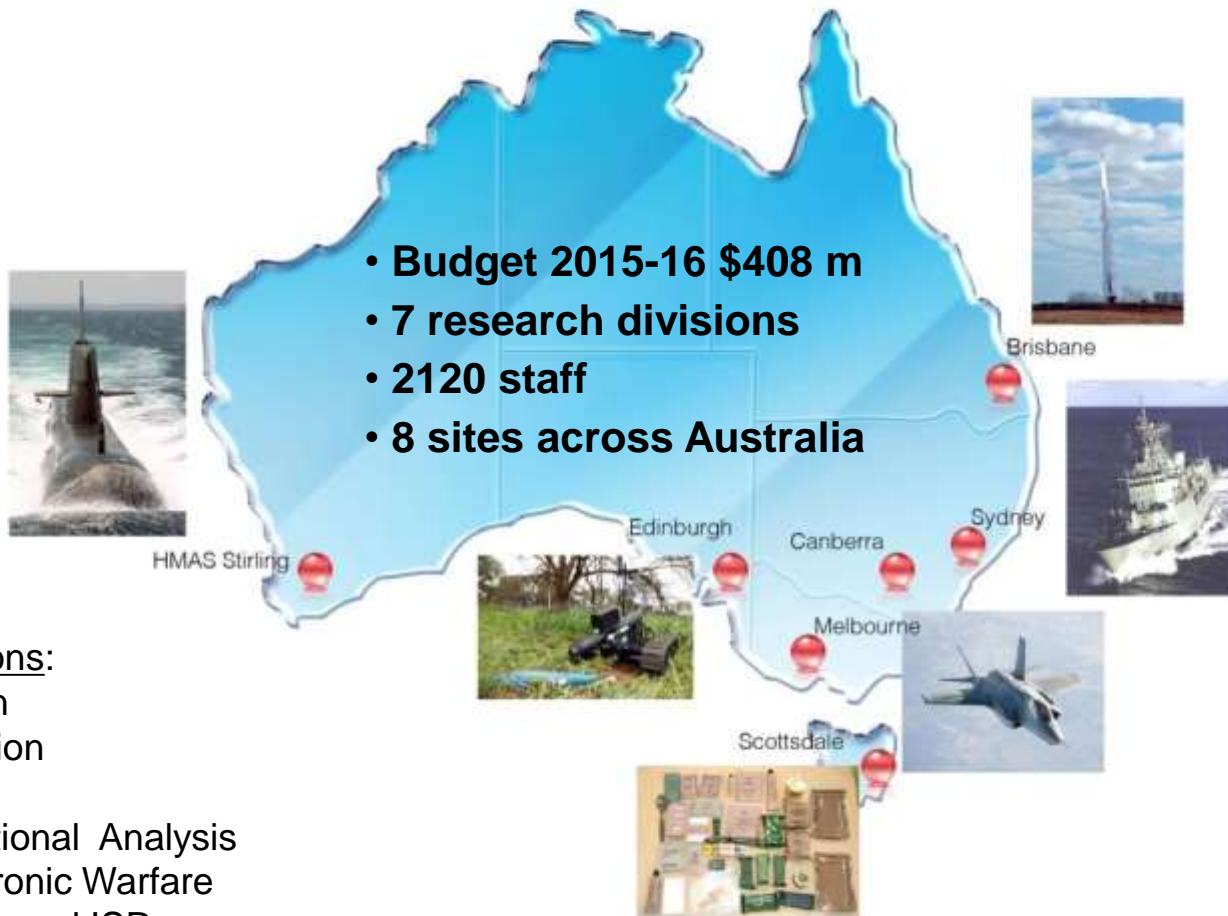 • Budget 2015-16 $408 m
• 7 research divisions
• 2120 staff
• 8 sites across Australia
Brisbane
Sydney
Edinburgh
Canberra
HMAS Stirling
Melbourne
Scottsdale
ons:
n
ion
tional Analysis
ronic Warfare